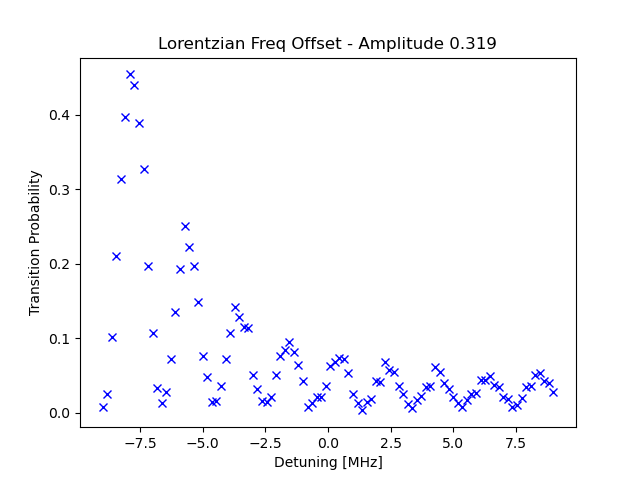 Lorentzian Freq Offset - Amplitude 0.319
Transition Probability
0.4
0.3
0.2
0.1
0.0
−7.5 −5.0 −2.5 0.0 2.5 5.0 7.5
Detuning [MHz]